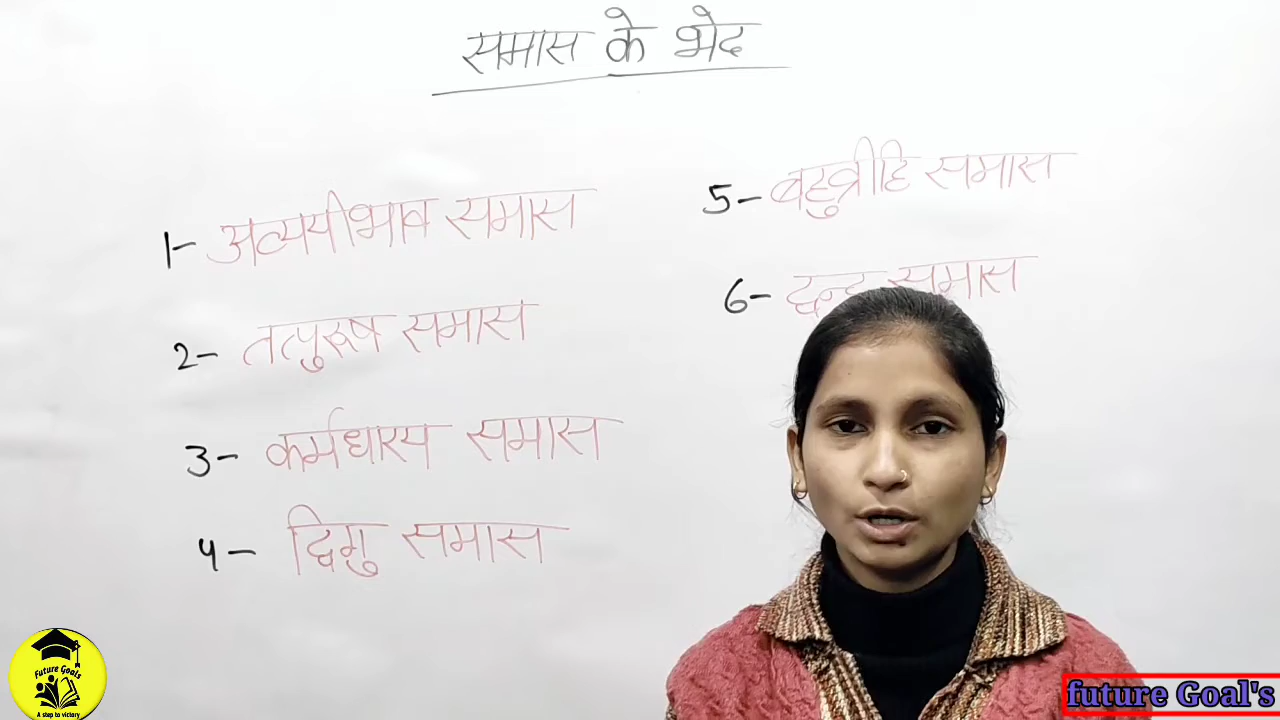 समास के भेद
1- अव्ययीभाव समास
2- तत्पुरूष समास
3- कर्मधारय समास
4- द्विगु समास
5- बहुव्रीहि समास
6- द्वन्द्व समास
Future Goals
A step to victory
future Goal's